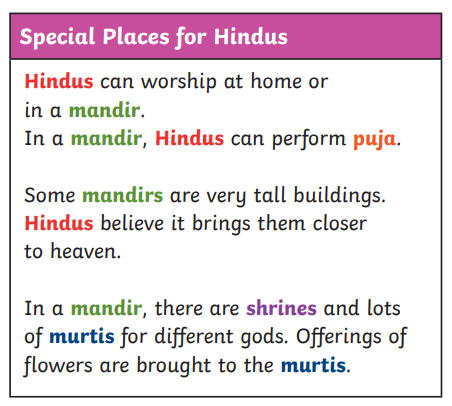 Special Places for Hindus
Hindus can worship at home or
in a mandir.
In a mandir, Hindus can perform puja.
Some mandirs are very tall buildings.
Hindus believe it brings them closer
to heaven.
In a mandir, there are shrines and lots
of murtis for different gods. Offerings of
flowers are brought to the murtis.